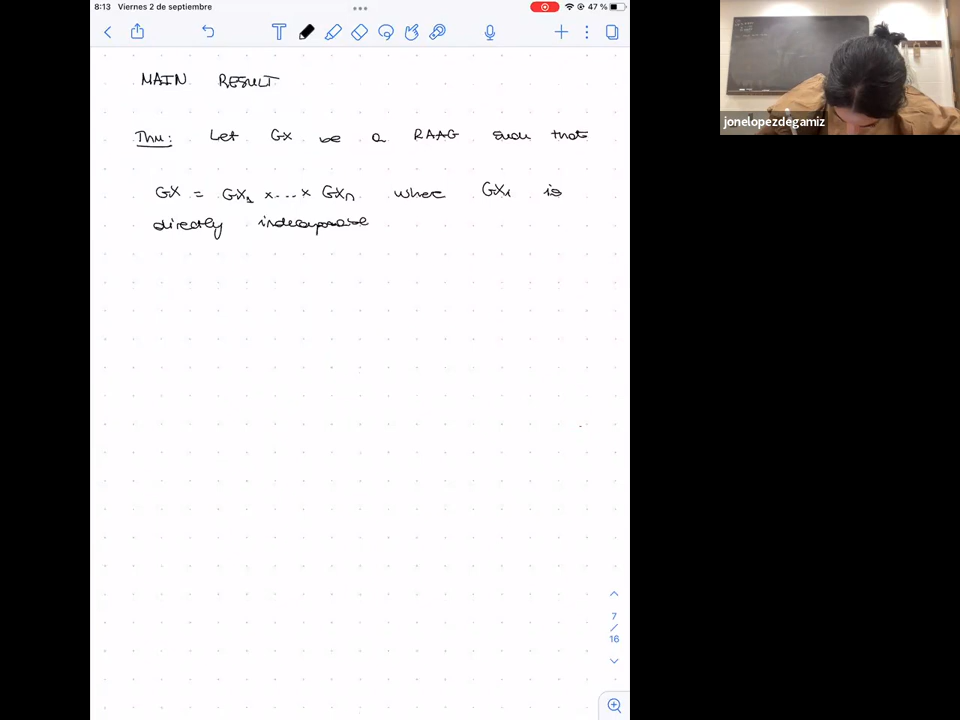 8:13 Viernes 2 de septiembre
47 %
T
MAIN RESULT
Thm: Let GX be a RAAG such that
GX = GX₁ ×...× GXₙ where GXᵢ is
directly indecomposable
7
/
16
jonelopezdegamiz